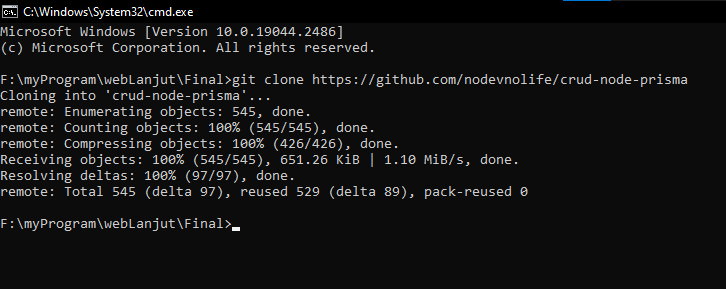 C:\Windows\System32\cmd.exe
Microsoft Windows [Version 10.0.19044.2486]
(c) Microsoft Corporation. All rights reserved.
F:\myProgram\webLanjut\Final>git clone https://github.com/nodevnolife/crud-node-prisma
Cloning into 'crud-node-prisma'...
remote: Enumerating objects: 545, done.
remote: Counting objects: 100% (545/545), done.
remote: Compressing objects: 100% (426/426), done.
Receiving objects: 100% (545/545), 651.26 KiB | 1.10 MiB/s, done.
Resolving deltas: 100% (97/97), done.
remote: Total 545 (delta 97), reused 529 (delta 89), pack-reused 0
F:\myProgram\webLanjut\Final>